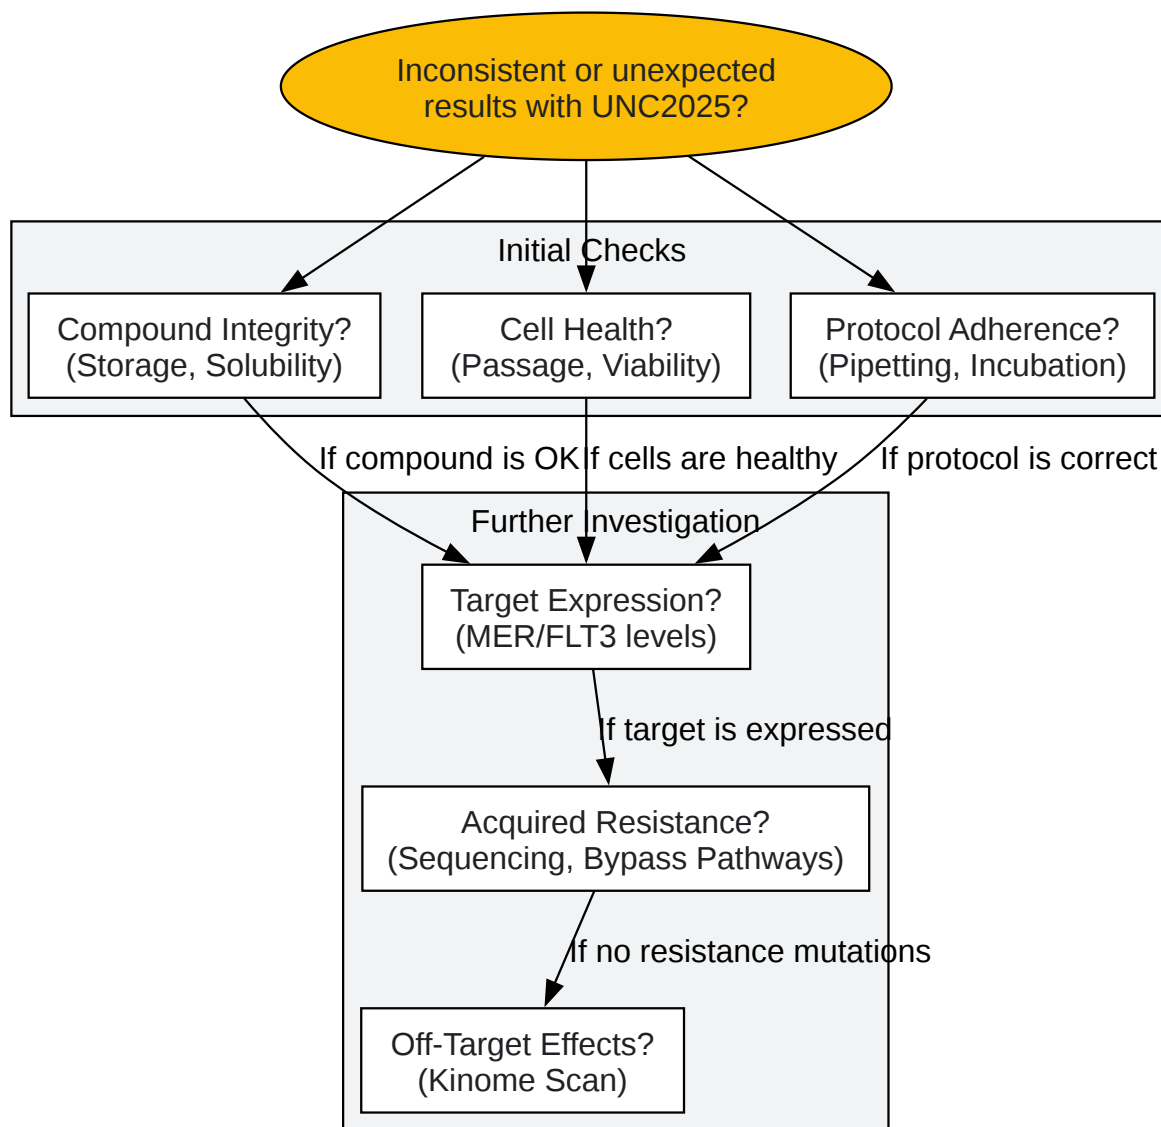 Inconsistent or unexpected
results with UNC2025?
Initial Checks
Compound Integrity?
(Storage, Solubility)
Cell Health?
(Passage, Viability)
Protocol Adherence?
(Pipetting, Incubation)
If compound is OK
If cells are healthy
If protocol is correct
Further Investigation
Target Expression?
(MER/FLT3 levels)
If target is expressed
Acquired Resistance?
(Sequencing, Bypass Pathways)
If no resistance mutations
Off-Target Effects?
(Kinome Scan)